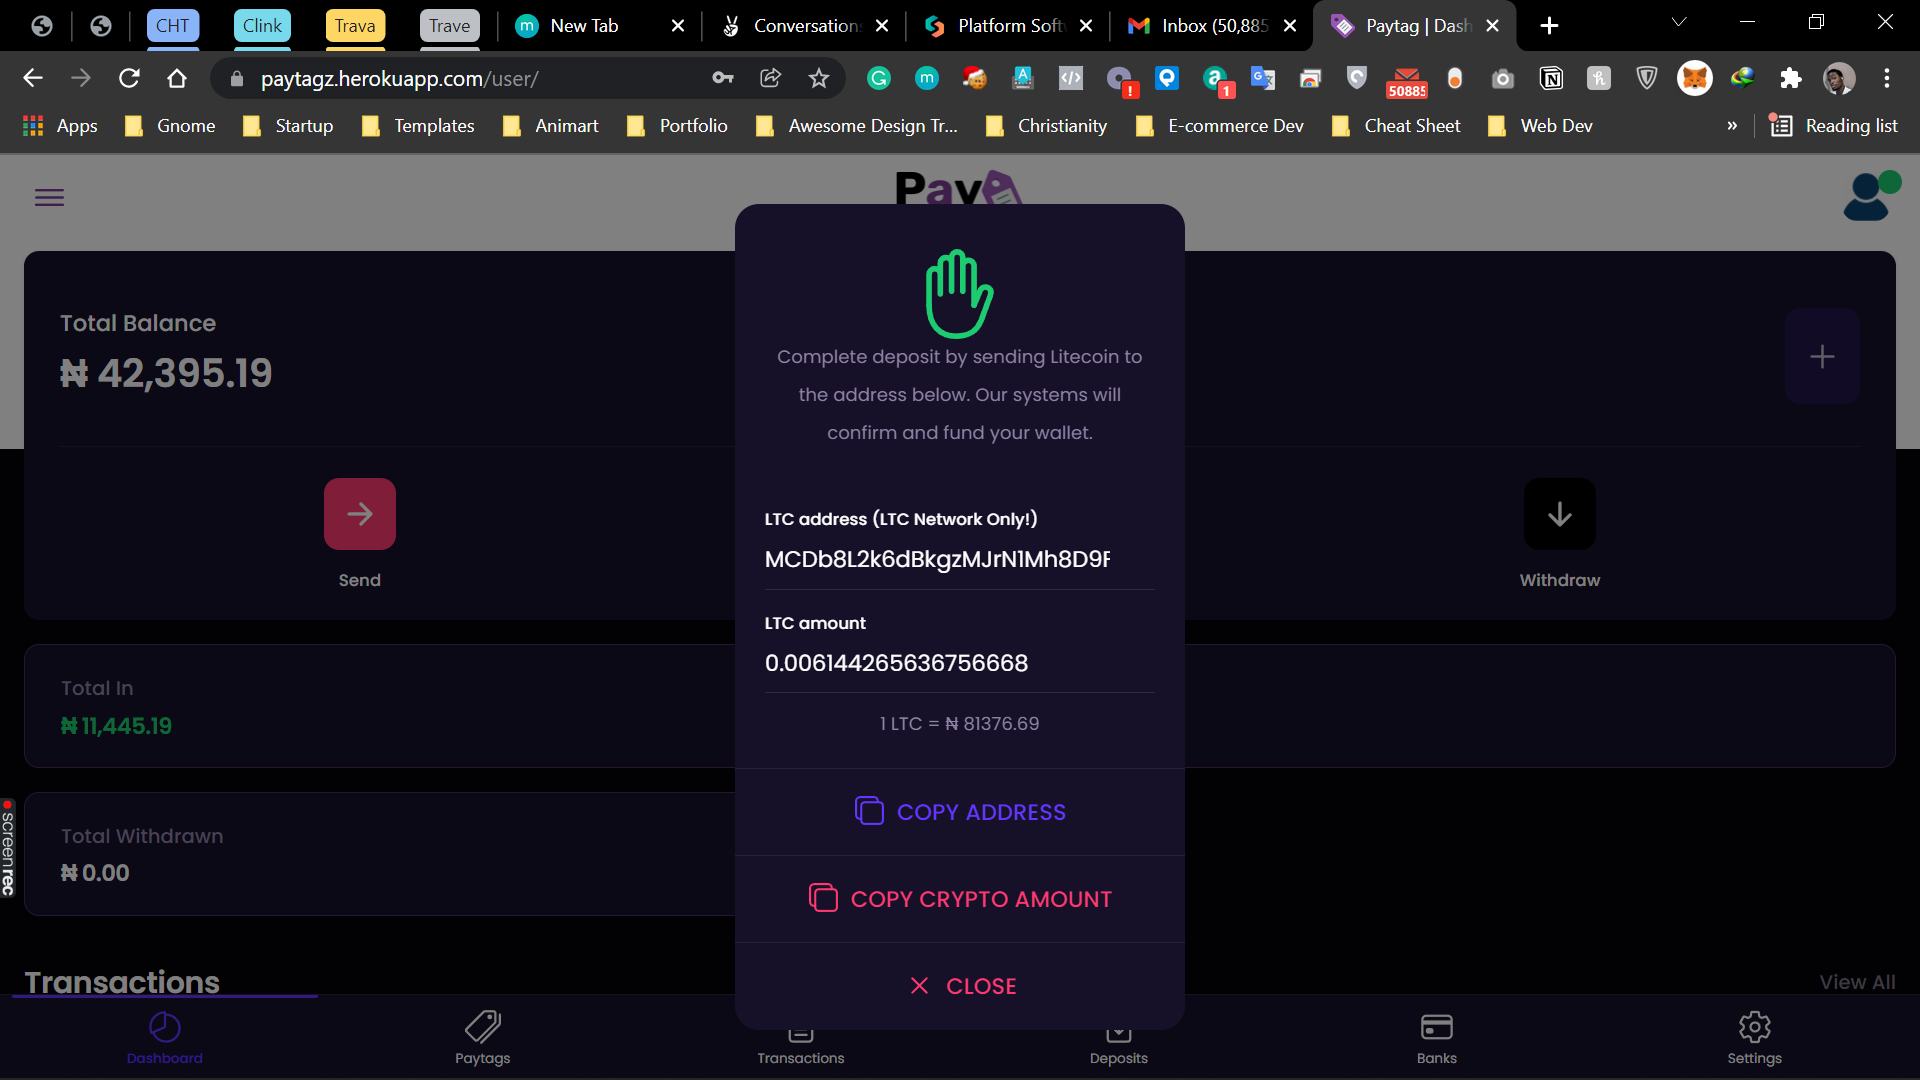 CHT
Clink
Trava
Trave
New Tab
Conversations
Platform Soft
Inbox (50,885
Paytag | Dash
paytagz.herokuapp.com/user/
1
50885
Apps
Gnome
Startup
Templates
Animart
Portfolio
Awesome Design Tr...
Christianity
E-commerce Dev
Cheat Sheet
Web Dev
»
Reading list
Pay
Total Balance
₦ 42,395.19
Complete deposit by sending Litecoin to
the address below. Our systems will
confirm and fund your wallet.
Send
Withdraw
LTC address (LTC Network Only!)
MCDb8L2k6dBkgzMJrN1Mh8D9F
LTC amount
0.006144265636756668
1 LTC = ₦ 81376.69
Total In
₦ 11,445.19
Total Withdrawn
₦ 0.00
screenrec
COPY ADDRESS
COPY CRYPTO AMOUNT
CLOSE
Transactions
View All
Dashboard
Paytags
Transactions
Deposits
Banks
Settings